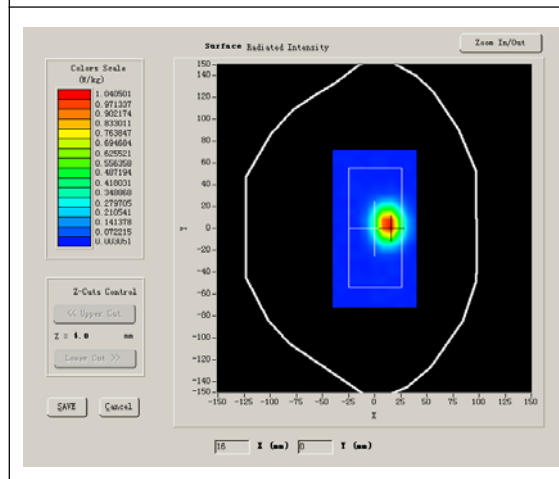 Surface Radiated Intensity
Zoom In/Out
Colors Scale
(W/kg)
1.040501
0.971337
0.902174
0.833011
0.763847
0.694684
0.625521
0.556358
0.487194
0.418031
0.348868
0.279705
0.210541
0.141378
0.072215
0.003051
Z-Cuts Control
<< Upper Cut
Z = 4.0 mm
Lower Cut >>
SAVE Cancel
150
140
120
100
80
60
40
20
0
-20
-40
-60
-80
-100
-120
-140
-150
Y
-150 -125 -100 -75 -50 -25 0 25 50 75 100 125 150
X
16 X (mm) 0 Y (mm)